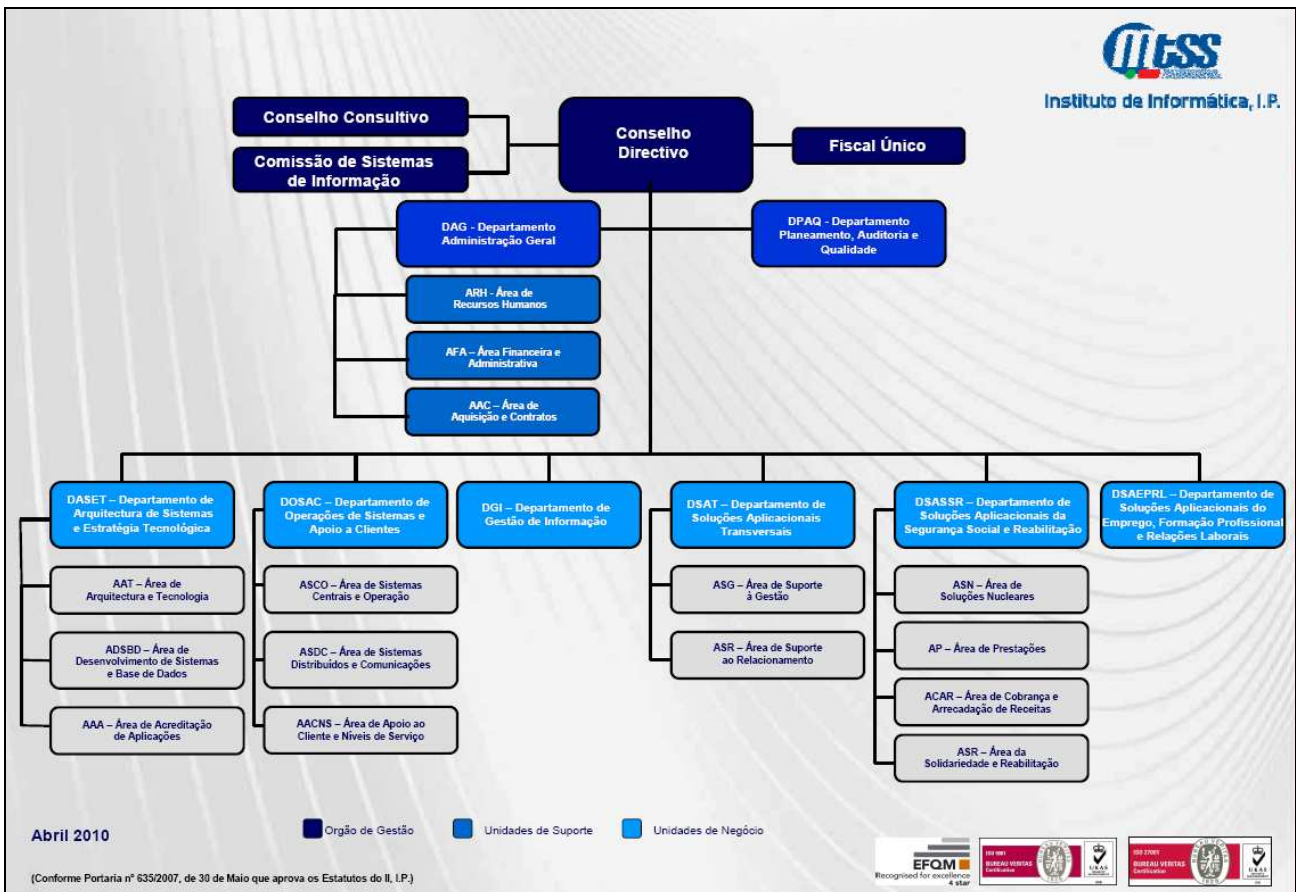 MTSS
Instituto de Informática, I.P.
Conselho Consultivo
Comissão de Sistemas
de Informação
Conselho
Directivo
Fiscal Único
DAG - Departamento
Administração Geral
DPAQ - Departamento
Planeamento, Auditoria e
Qualidade
ARH - Área de
Recursos Humanos
AFA – Área Financeira e
Administrativa
AAC – Área de
Aquisição e Contratos
DASET – Departamento de
Arquitectura de Sistemas
e Estratégia Tecnológica
AAT – Área de
Arquitectura e Tecnologia
ADSBD – Área de
Desenvolvimento de Sistemas
e Base de Dados
AAA – Área de Acreditação
de Aplicações
DOSAC – Departamento de
Operações de Sistemas e
Apoio a Clientes
ASCO – Área de Sistemas
Centrais e Operação
ASDC – Área de Sistemas
Distribuídos e Comunicações
AACNS – Área de Apoio ao
Cliente e Níveis de Serviço
DGI – Departamento de
Gestão de Informação
DSAT – Departamento de
Soluções Aplicacionais
Transversais
ASG – Área de Suporte
à Gestão
ASR – Área de Suporte
ao Relacionamento
DSASSR – Departamento de
Soluções Aplicacionais da
Segurança Social e Reabilitação
ASN – Área de
Soluções Nucleares
AP – Área de Prestações
ACAR – Área de Cobrança e
Arrecadação de Receitas
ASR – Área da
Solidariedade e Reabilitação
DSAEPRL – Departamento de
Soluções Aplicacionais do
Emprego, Formação Profissional
e Relações Laborais
Abril 2010
Orgão de Gestão
Unidades de Suporte
Unidades de Negócio
(Conforme Portaria nº 635/2007, de 30 de Maio que aprova os Estatutos do II, I.P.)
EFQM
Recognised for excellence
4 star
ISO 9001
BUREAU VERITAS
Certification
UKAS
ISO 27001
BUREAU VERITAS
Certification
UKAS